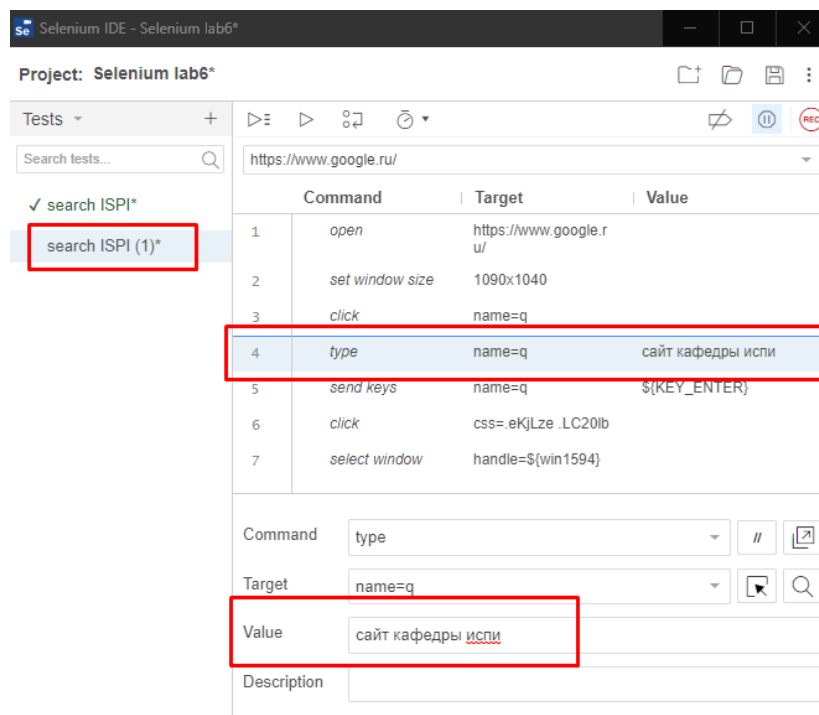 Selenium IDE - Selenium lab6*
Project: Selenium lab6*
Tests
Search tests...
https://www.google.ru/
Command Target Value
✓ search ISPI*
search ISPI (1)*
1 open https://www.google.r
u/
2 set window size 1090x1040
3 click name=q
4 type name=q сайт кафедры испи
5 send keys name=q ${KEY_ENTER}
6 click css=.eKjLze .LC20lb
7 select window handle=${win1594}
Command type //
Target name=q
Value сайт кафедры испи
Description
REC
Se